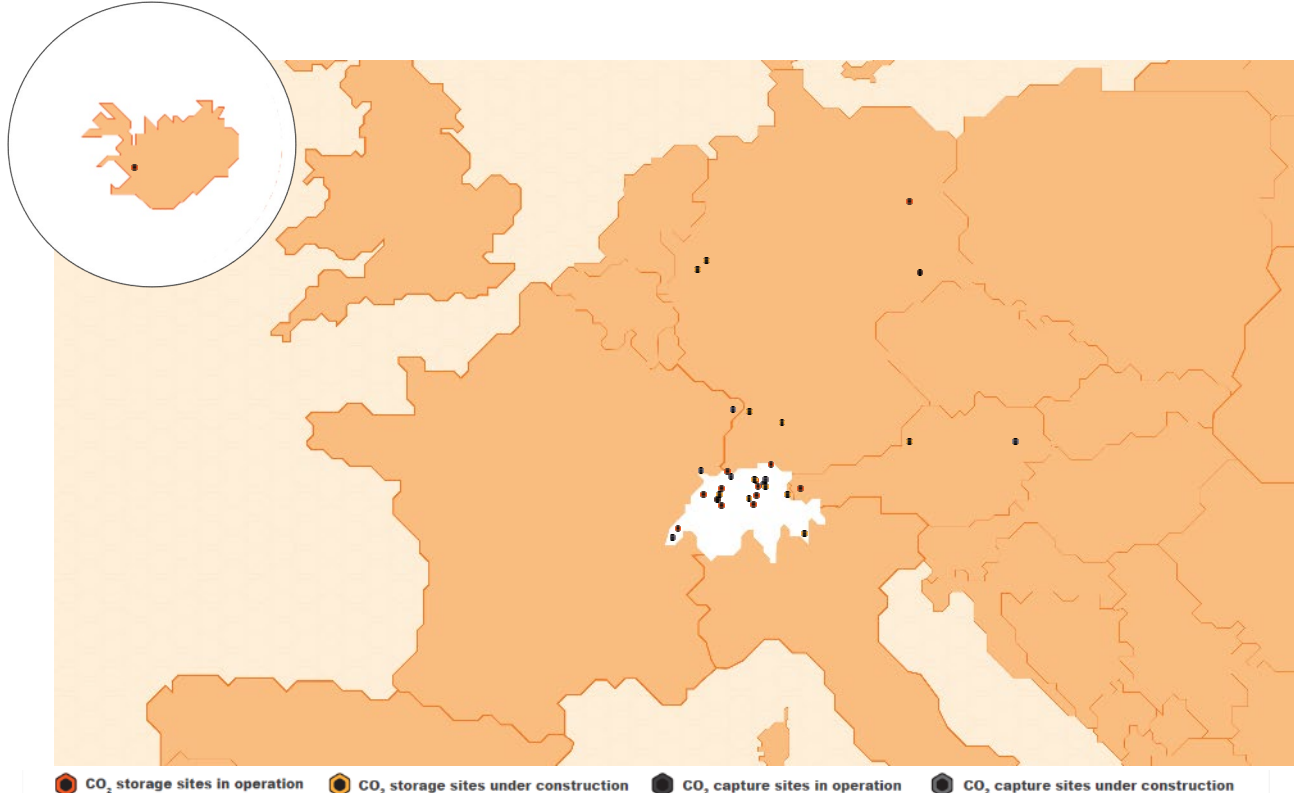 CO₂ storage sites in operation
CO₂ storage sites under construction
CO₂ capture sites in operation
CO₂ capture sites under construction